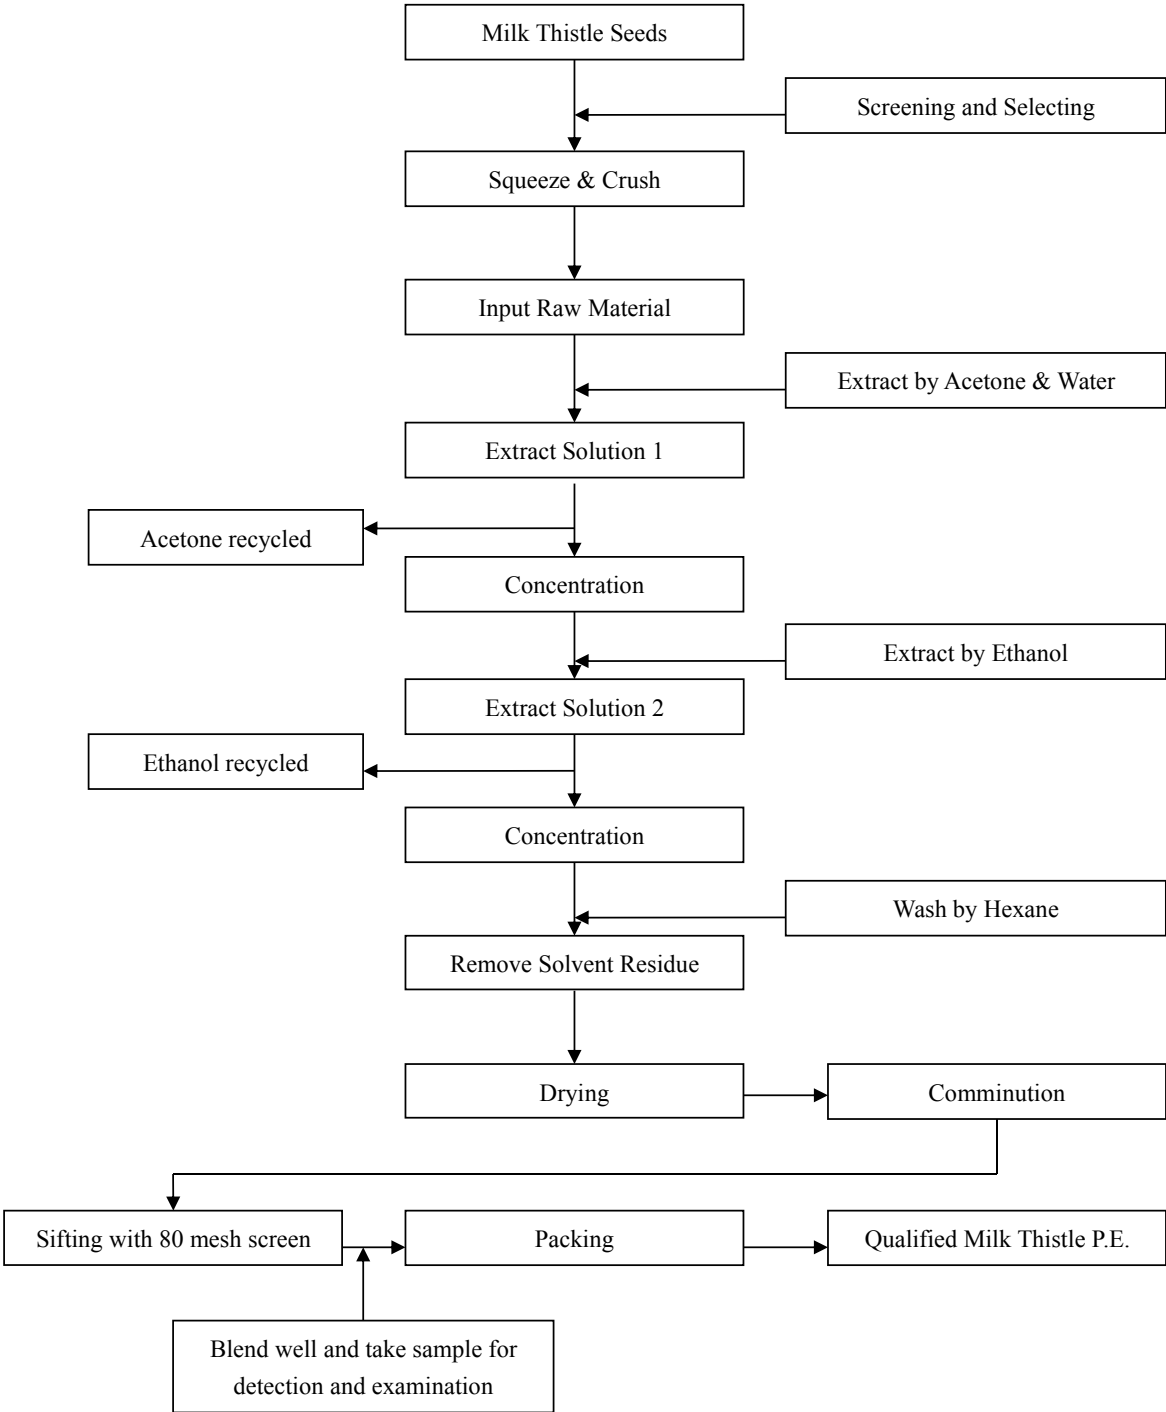 Milk Thistle Seeds
Screening and Selecting
Squeeze & Crush
Input Raw Material
Extract by Acetone & Water
Extract Solution 1
Acetone recycled
Concentration
Extract by Ethanol
Extract Solution 2
Ethanol recycled
Concentration
Wash by Hexane
Remove Solvent Residue
Drying
Comminution
Sifting with 80 mesh screen
Packing
Qualified Milk Thistle P.E.
Blend well and take sample for
detection and examination